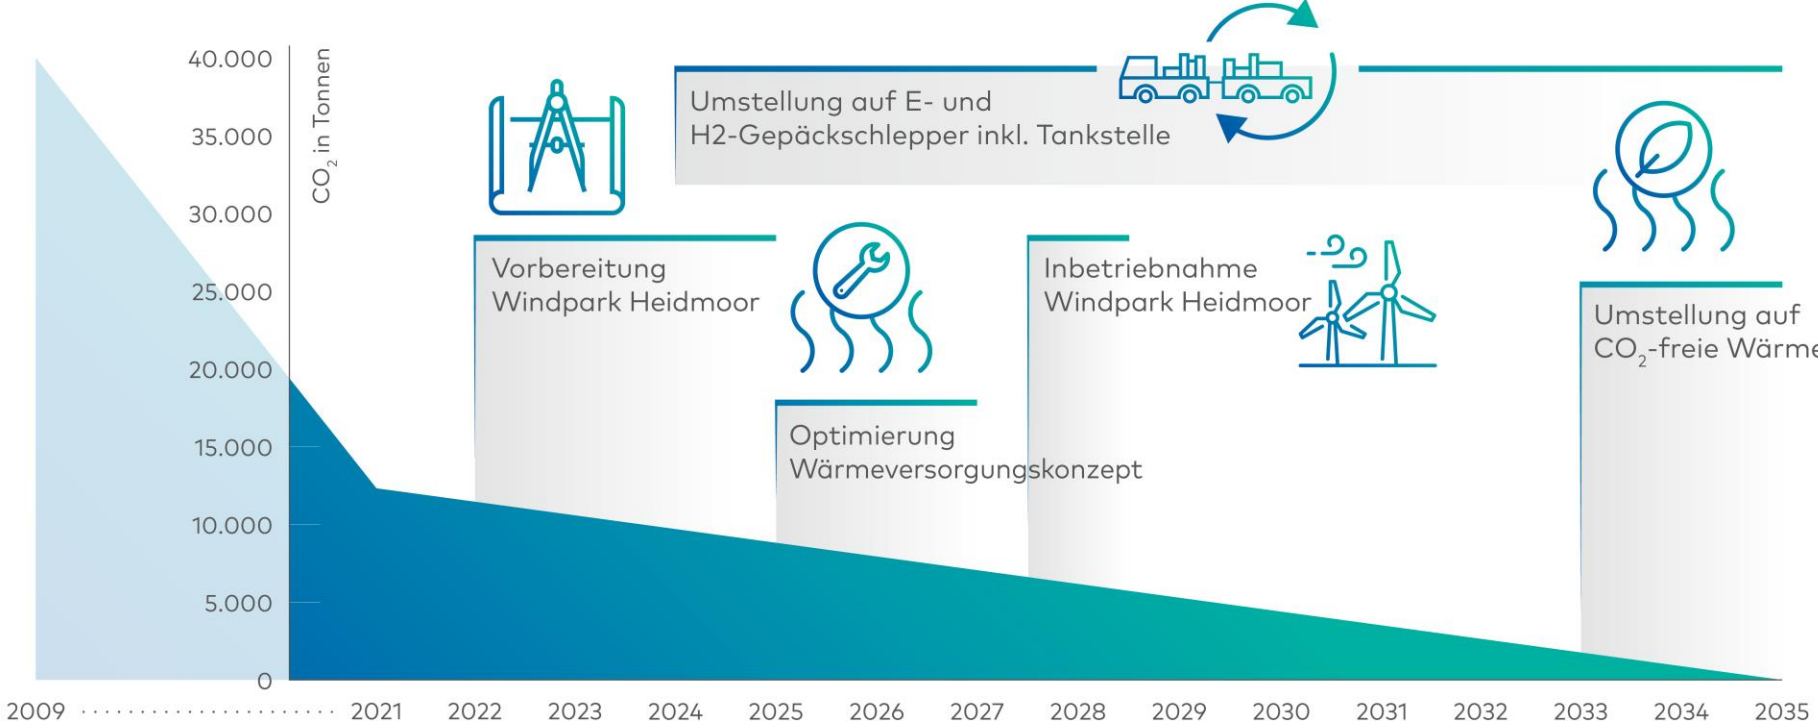 40.000
35.000
30.000
25.000
20.000
15.000
10.000
5.000
0
CO₂ in Tonnen
Umstellung auf E- und
H2-Gepäckschlepper inkl. Tankstelle
Vorbereitung
Windpark Heidmoor
Optimierung
Wärmeversorgungskonzept
Inbetriebnahme
Windpark Heidmoor
Umstellung auf
CO₂-freie Wärme
2009 2021 2022 2023 2024 2025 2026 2027 2028 2029 2030 2031 2032 2033 2034 2035